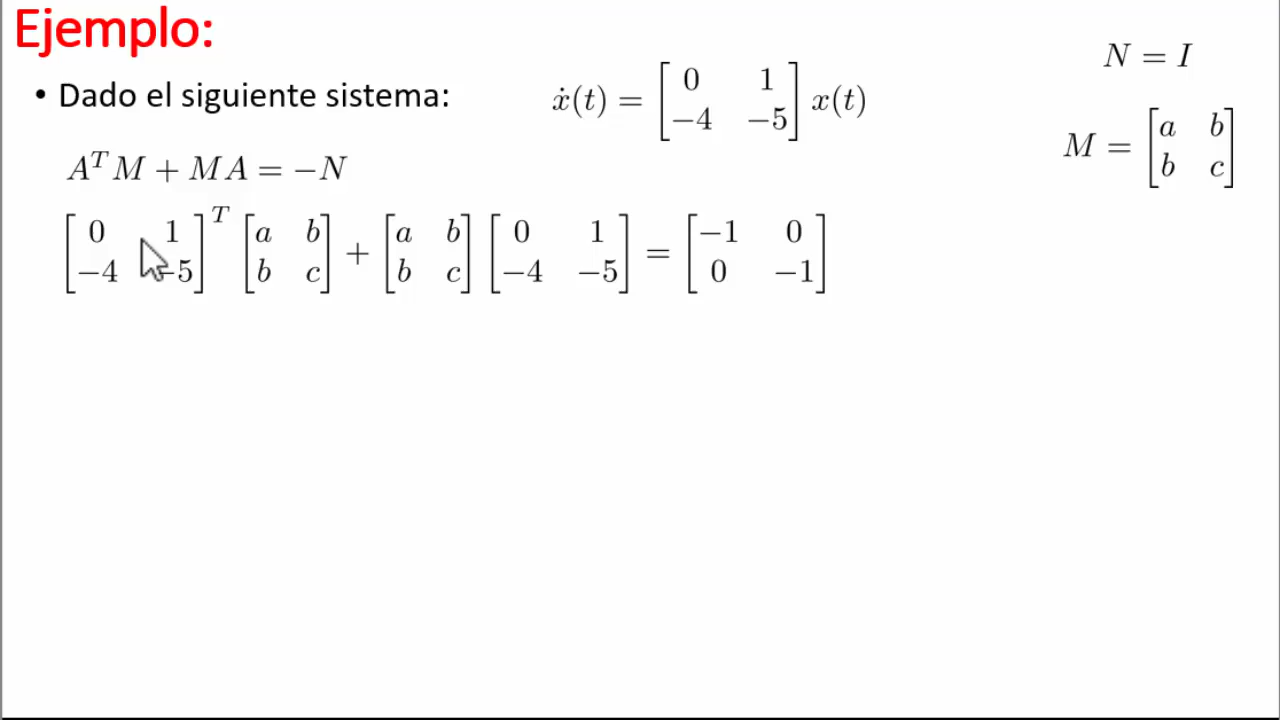 Ejemplo:
• Dado el siguiente sistema: ẋ(t) = [0 1; −4 −5] x(t)
N = I
M = [a b; b c]
AᵀM + MA = −N
[0 1; −4 −5]ᵀ [a b; b c] + [a b; b c] [0 1; −4 −5] = [−1 0; 0 −1]